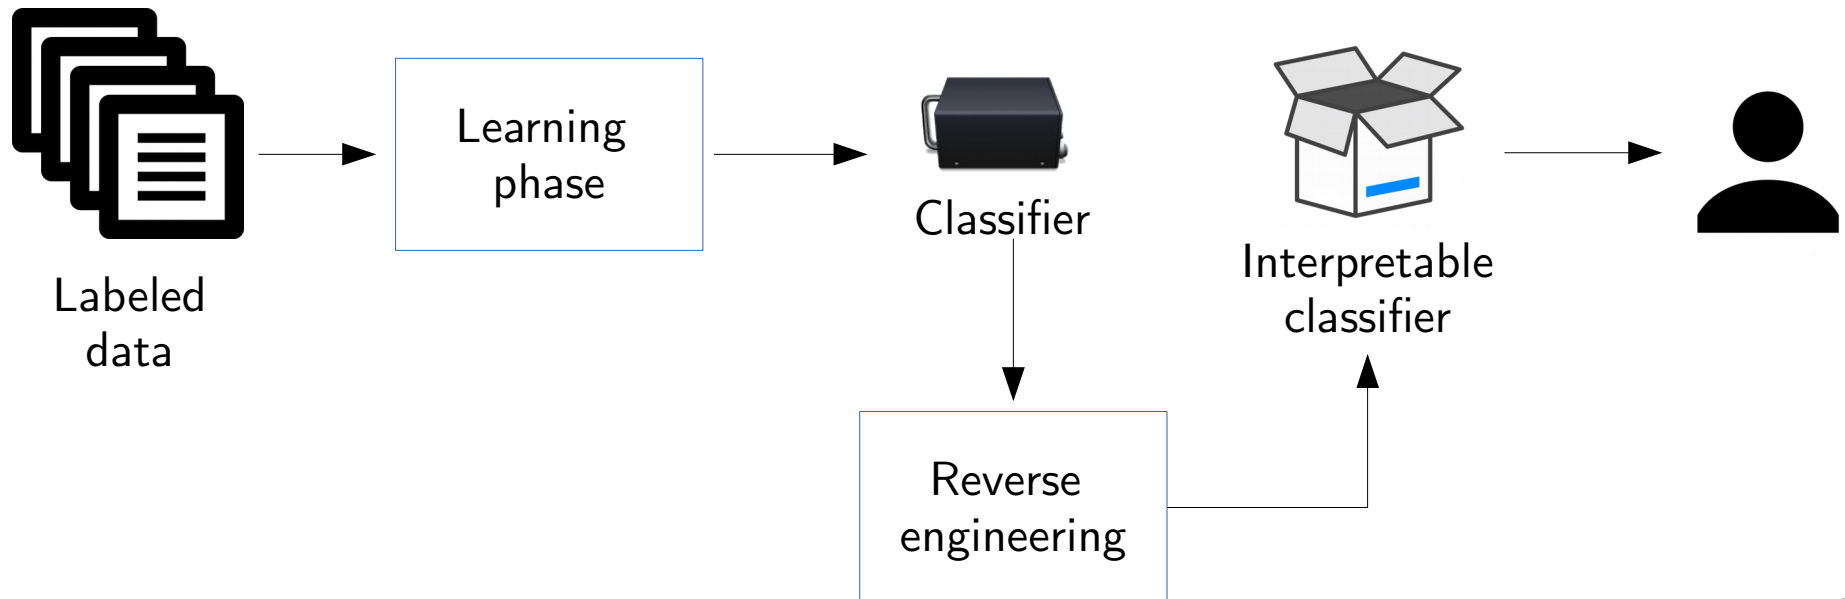 Labeled
data
Learning
phase
Classifier
Reverse
engineering
Interpretable
classifier